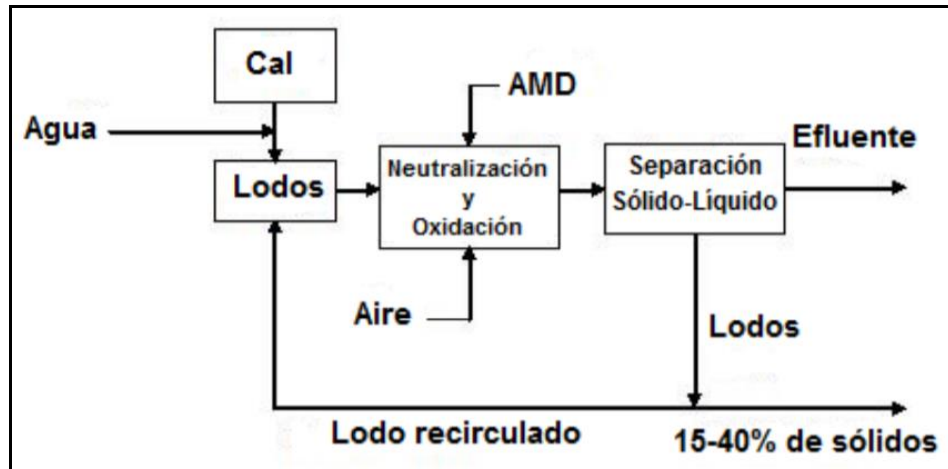 Cal
AMD
Agua
Efluente
Lodos
Neutralización
y
Oxidación
Separación
Sólido-Líquido
Aire
Lodos
Lodo recirculado
15-40% de sólidos